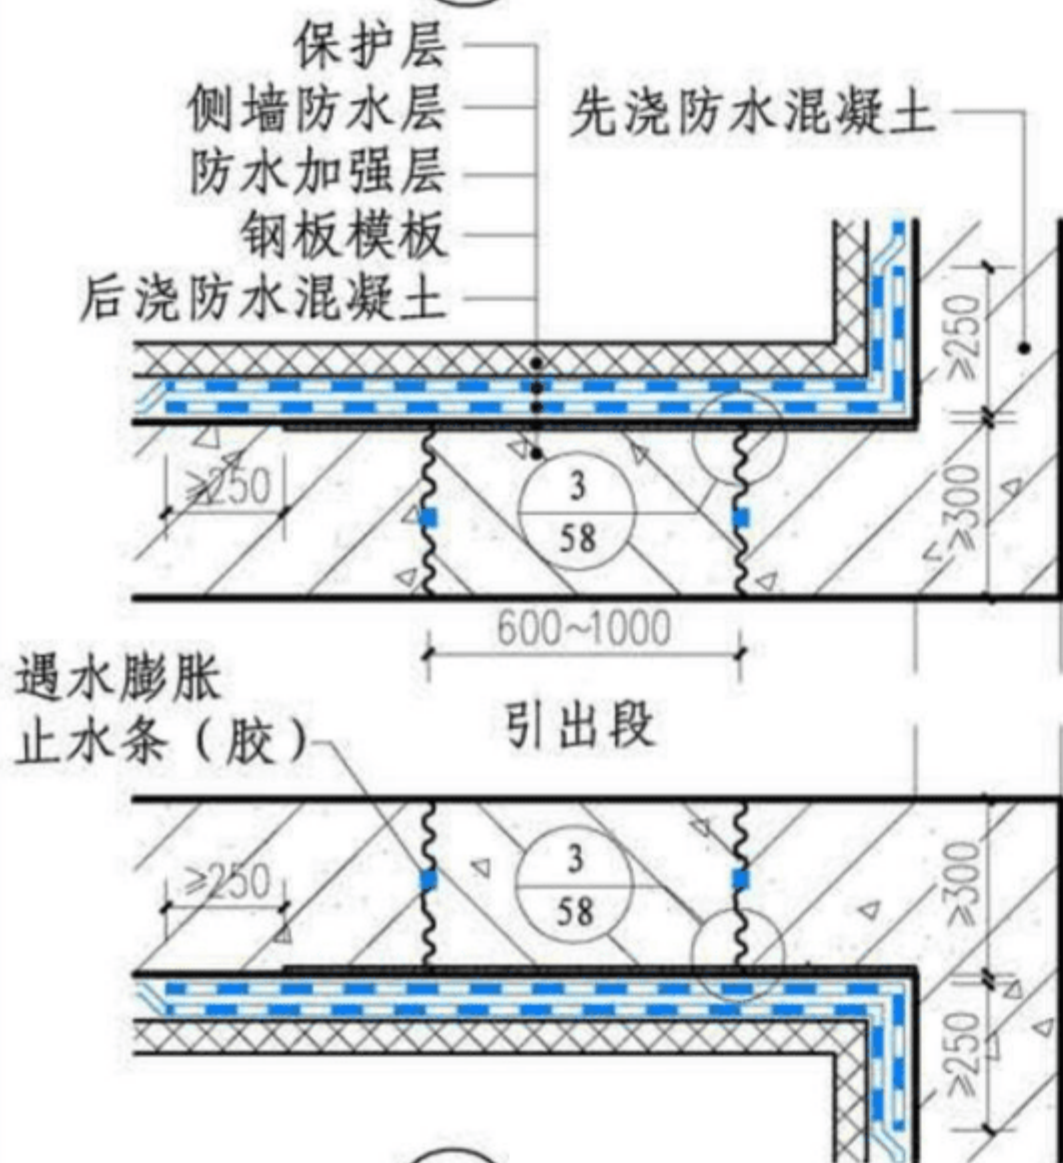 保护层
侧墙防水层
先浇防水混凝土
防水加强层
钢板模板
后浇防水混凝土
≥250
≥250
3
58
≥300
600~1000
遇水膨胀
止水条（胶）
引出段
3
58
≥250
≥300
≥250